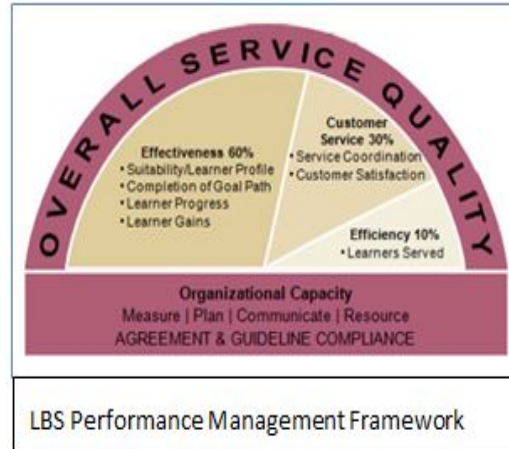 OVERALL SERVICE QUALITY
Effectiveness 60%
• Suitability/Learner Profile
• Completion of Goal Path
• Learner Progress
• Learner Gains
Customer
Service 30%
• Service Coordination
• Customer Satisfaction
Efficiency 10%
• Learners Served
Organizational Capacity
Measure | Plan | Communicate | Resource
AGREEMENT & GUIDELINE COMPLIANCE
LBS Performance Management Framework